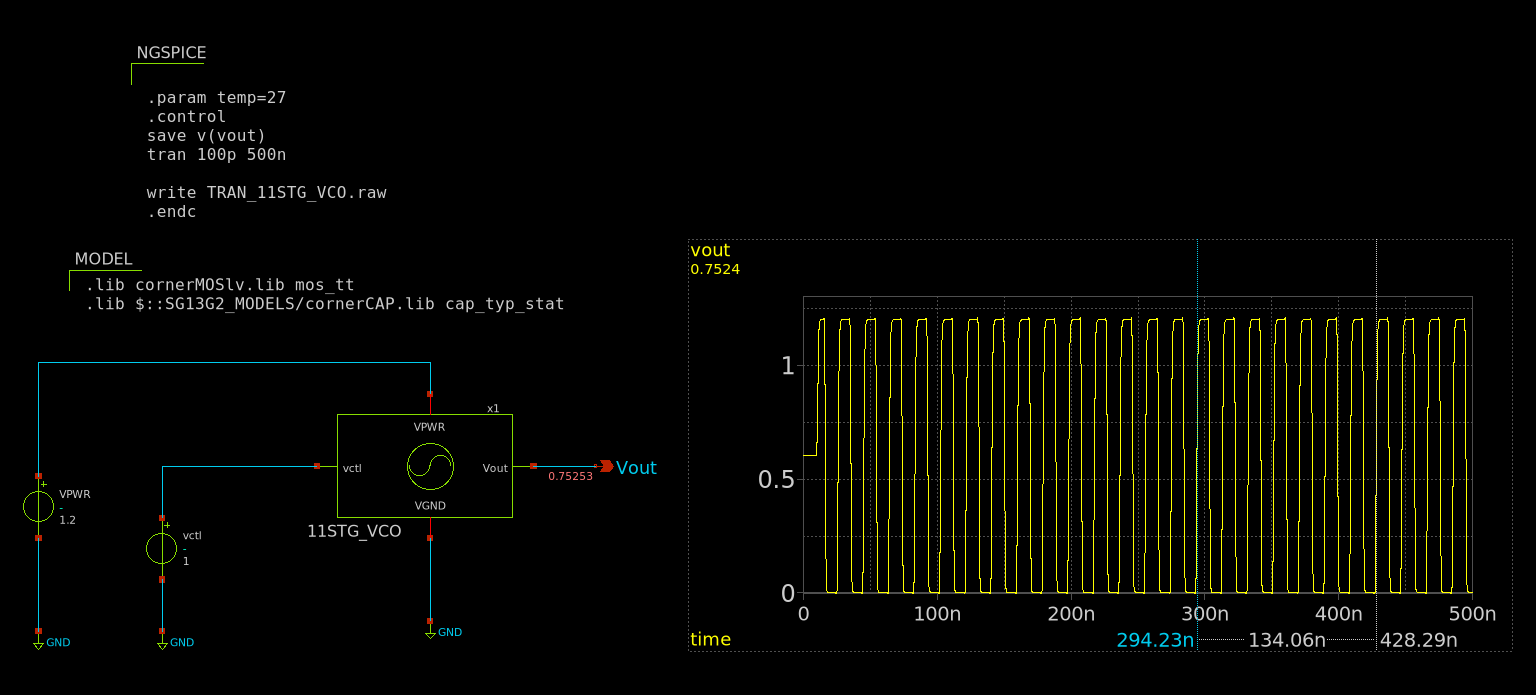 NGSPICE
.param temp=27
.control
save v(vout)
tran 100p 500n
write TRAN_11STG_VCO.raw
.endc
MODEL
.lib cornerMOSlv.lib mos_tt
.lib $::SG13G2_MODELS/cornerCAP.lib cap_typ_stat
x1
VPWR
vctl
Vout
VGND
11STG_VCO
0.75253
Vout
+
VPWR
-
1.2
+
vctl
-
1
GND
GND
GND
vout
0.7524
1
0.5
0
0 100n 200n 300n 400n 500n
time
294.23n 134.06n 428.29n